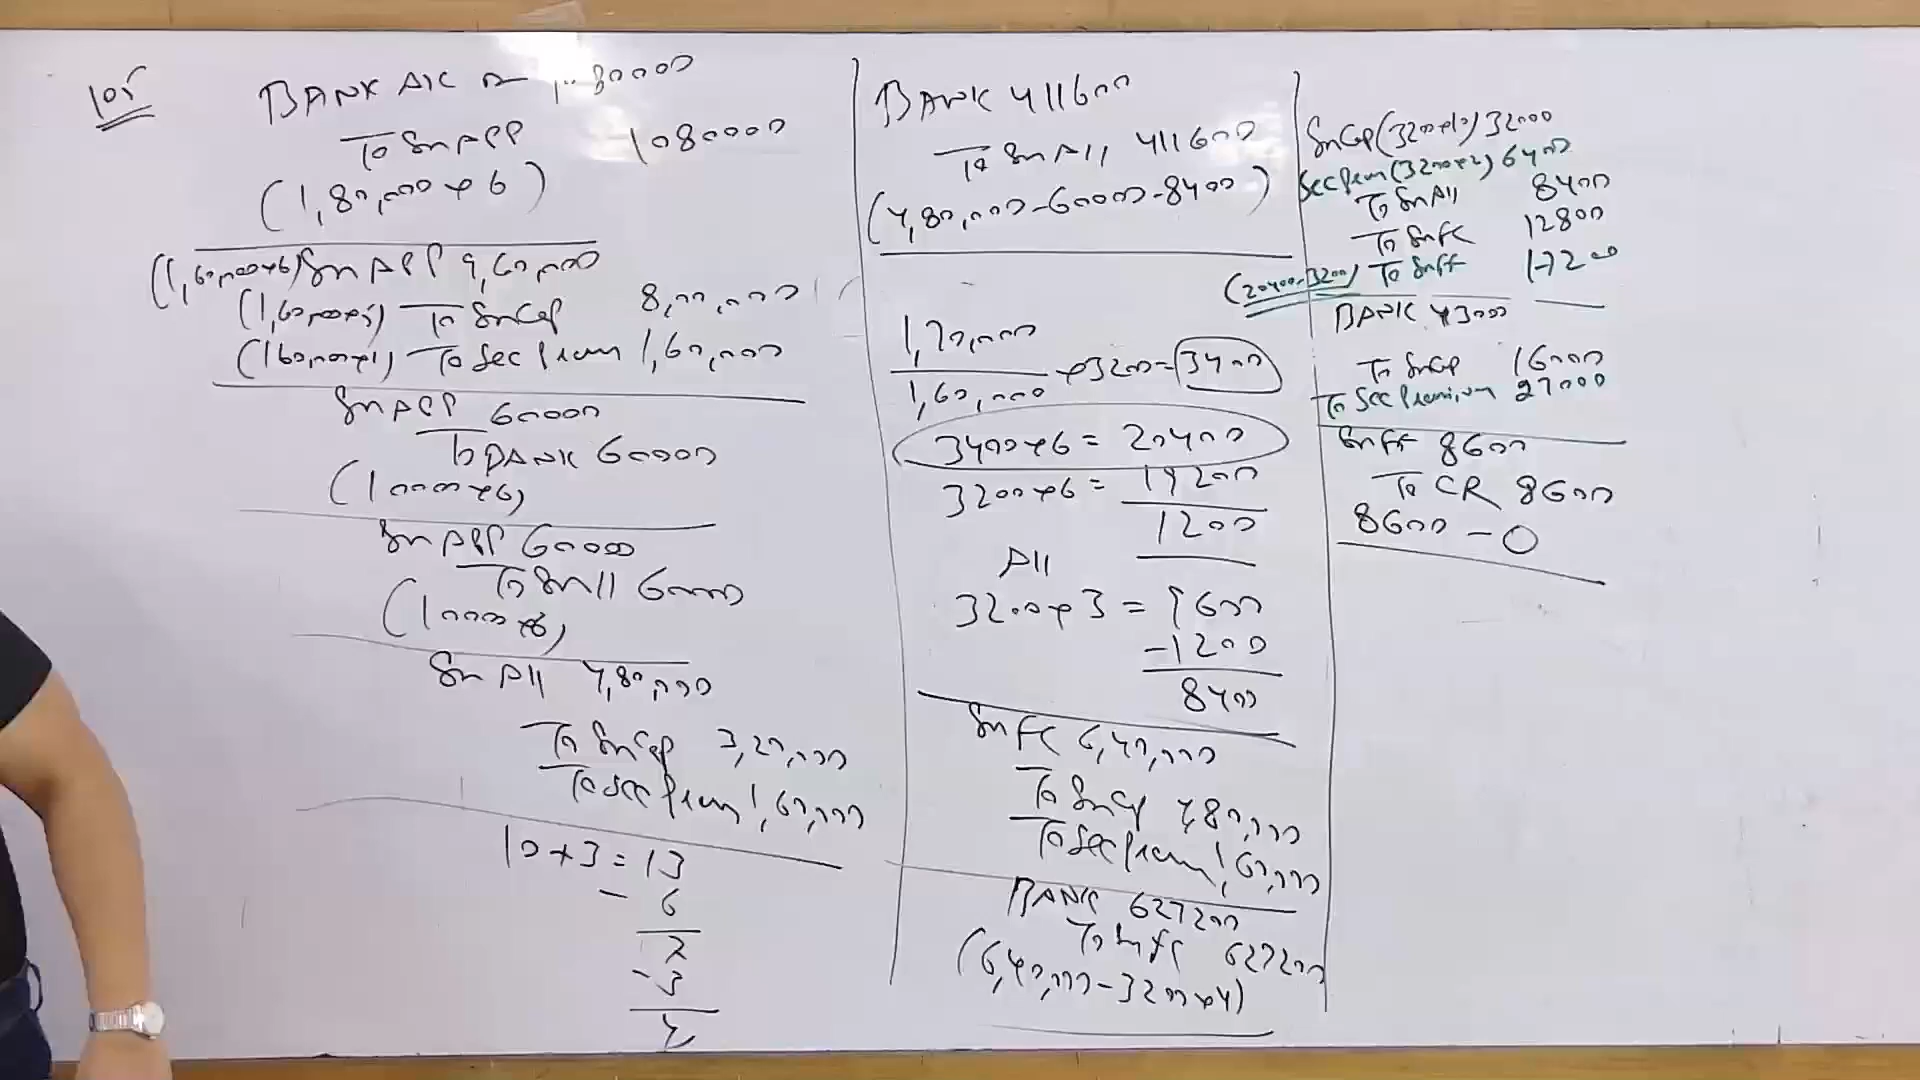 105
BANK A/C Dr 1080000
To Sh APP 1080000
(1,80,000×6)
(1,60,000×6) Sh APP 9,60,000
(1,60,000×5) To Sh Cap 8,00,000
(160,000×1) To Sec Prem 1,60,000
Sh APP 60000
To BANK 60000
(10000×6)
Sh APP 60000
To Sh All 60000
(10000×6)
Sh All 4,80,000
To Sh Cap 3,20,000
To Sec Prem 1,60,000
10+3=13
- 6
7
- 3
4
BANK 411600
To Sh All 411600
(4,80,000-60000-8400)
1,70,000
1,60,000 ×3200=3400
3400×6= 20400
3200×6= 19200
1200
All
3200×3 = 9600
-1200
8400
Sh FC 6,40,000
To Sh Cap 4,80,000
To Sec Prem 1,60,000
BANK 627200
To Sh FC 627200
(6,40,000-3200×4)
Sh Cap (3200×10) 32000
Sec Prem (3200×2) 6400
To Sh All 8400
To Sh FC 12800
(20400-3200) To Sh FF 17200
BANK 43000
To Sh Cap 16000
To Sec Premium 27000
Sh FF 8600
To CR 8600
8600 - 0